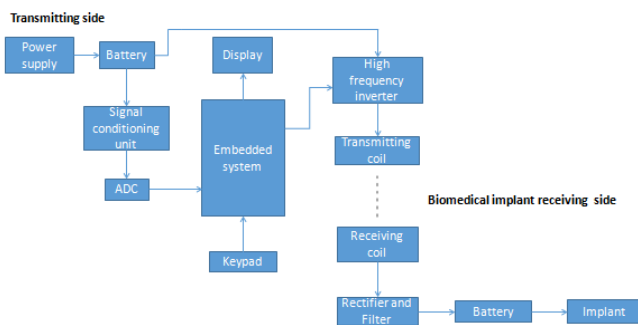 Transmitting side
Power
supply
Battery
Display
High
frequency
inverter
Signal
conditioning
unit
Embedded
system
Transmitting
coil
ADC
Biomedical implant receiving side
Receiving
coil
Keypad
Rectifier and
Filter
Battery
Implant